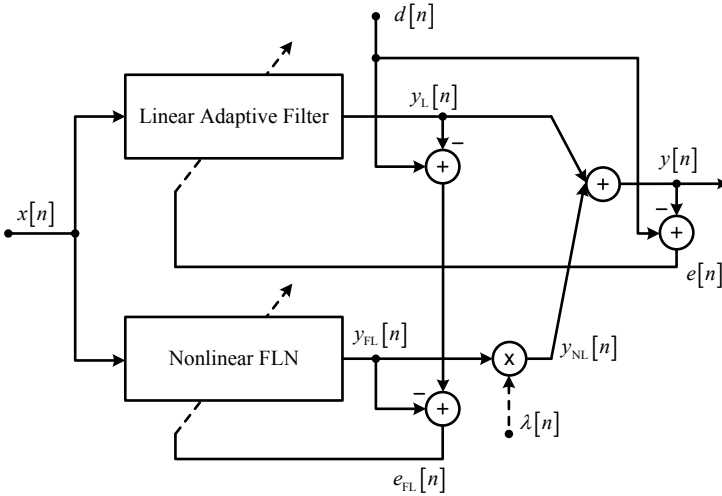 d[n]
Linear Adaptive Filter
y_L[n]
−
+
x[n]
+
y[n]
−
+
e[n]
Nonlinear FLN
y_FL[n]
x
y_NL[n]
−
+
λ[n]
e_FL[n]